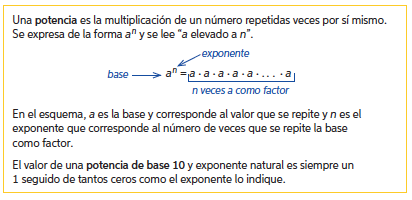 Una potencia es la multiplicación de un número repetidas veces por sí mismo.
Se expresa de la forma aⁿ y se lee “a elevado a n”.
exponente
base → aⁿ = a · a · a · a · a · . . . · a
n veces a como factor
En el esquema, a es la base y corresponde al valor que se repite y n es el
exponente que corresponde al número de veces que se repite la base
como factor.
El valor de una potencia de base 10 y exponente natural es siempre un
1 seguido de tantos ceros como el exponente lo indique.